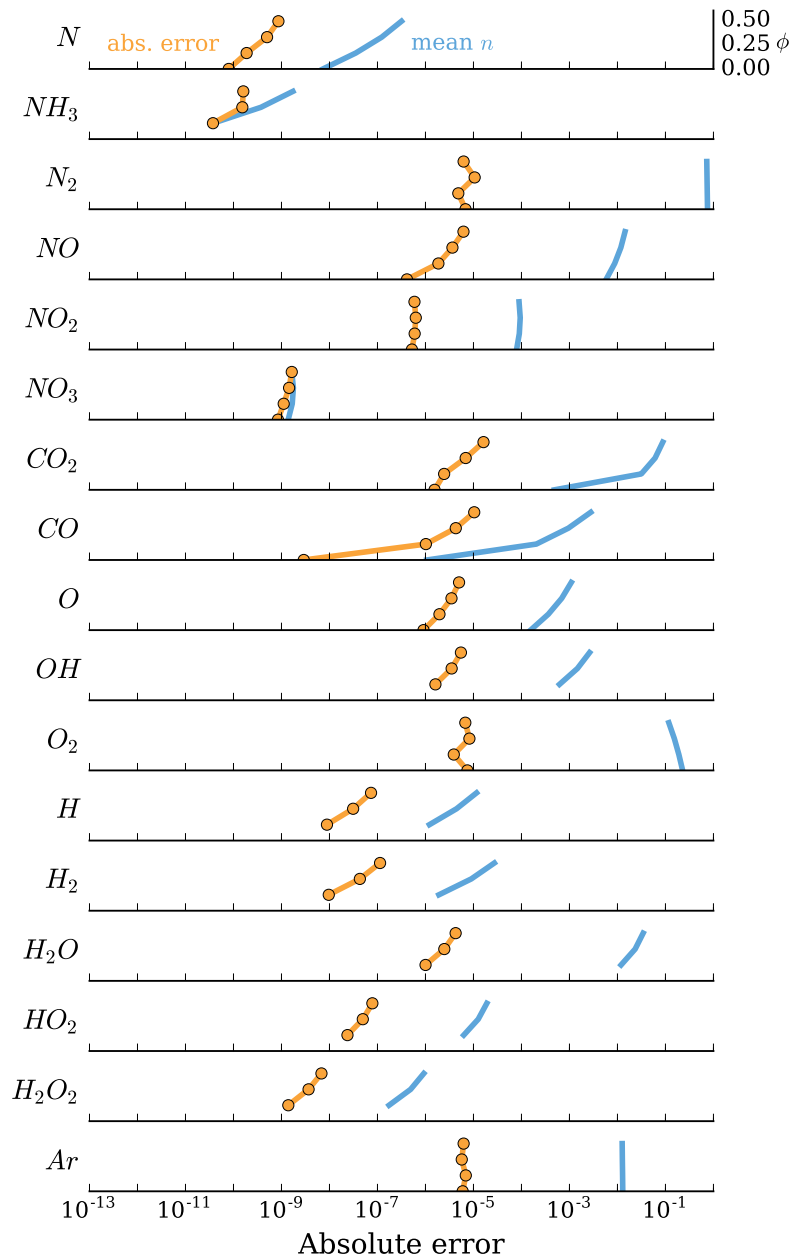 N abs. error mean n 0.50
0.25 ϕ
0.00
NH₃
N₂
NO
NO₂
NO₃
CO₂
CO
O
OH
O₂
H
H₂
H₂O
HO₂
H₂O₂
Ar
10⁻¹³ 10⁻¹¹ 10⁻⁹ 10⁻⁷ 10⁻⁵ 10⁻³ 10⁻¹
Absolute error